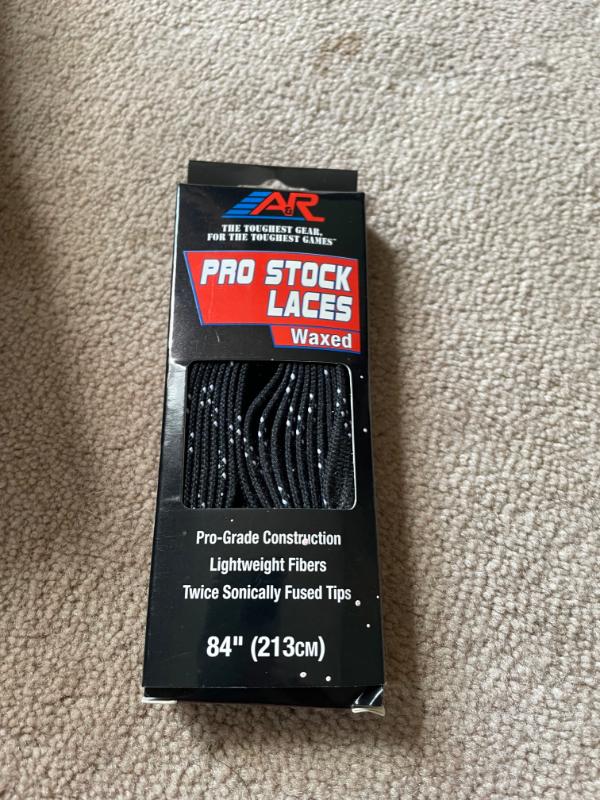 A&R
THE TOUGHEST GEAR,
FOR THE TOUGHEST GAMES™
PRO STOCK
LACES
Waxed
Pro-Grade Construction
Lightweight Fibers
Twice Sonically Fused Tips
84" (213CM)